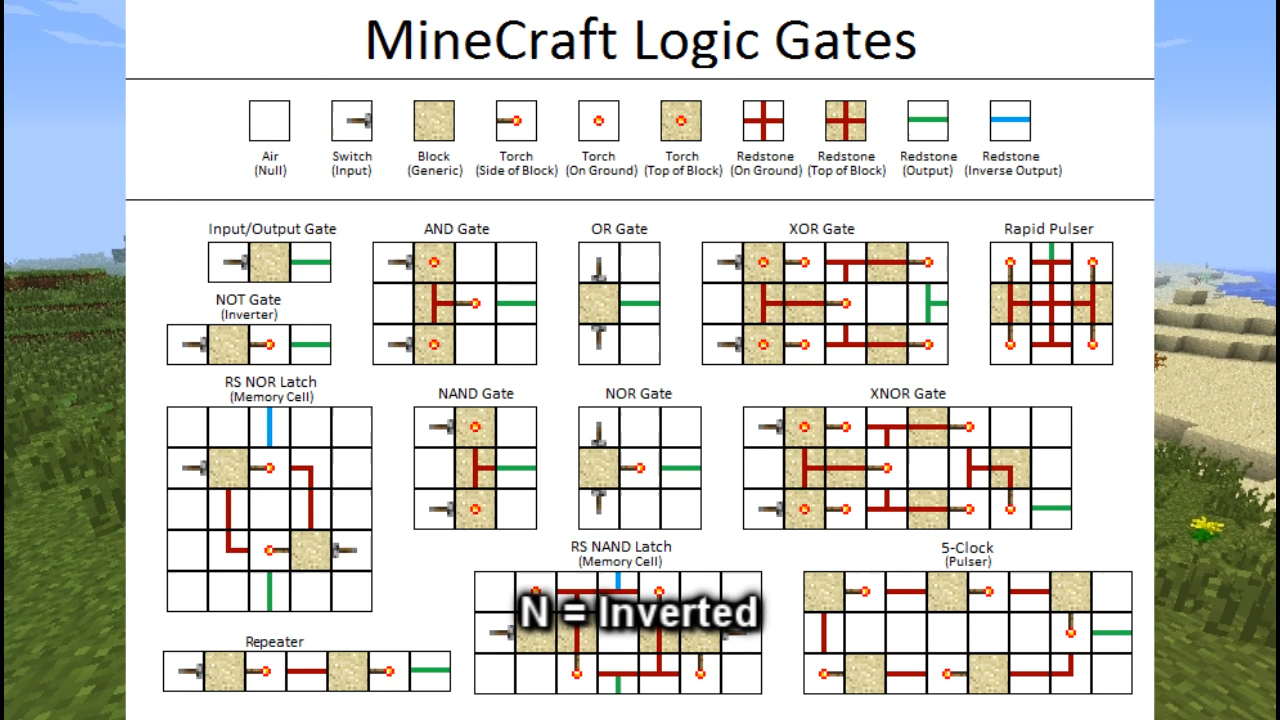 MineCraft Logic Gates
Air
(Null)
Switch
(Input)
Block
(Generic)
Torch
(Side of Block)
Torch
(On Ground)
Torch
(Top of Block)
Redstone
(On Ground)
Redstone
(Top of Block)
Redstone
(Output)
Redstone
(Inverse Output)
Input/Output Gate
AND Gate
OR Gate
XOR Gate
Rapid Pulser
NOT Gate
(Inverter)
RS NOR Latch
(Memory Cell)
NAND Gate
NOR Gate
XNOR Gate
RS NAND Latch
(Memory Cell)
5-Clock
(Pulser)
N = Inverted
Repeater